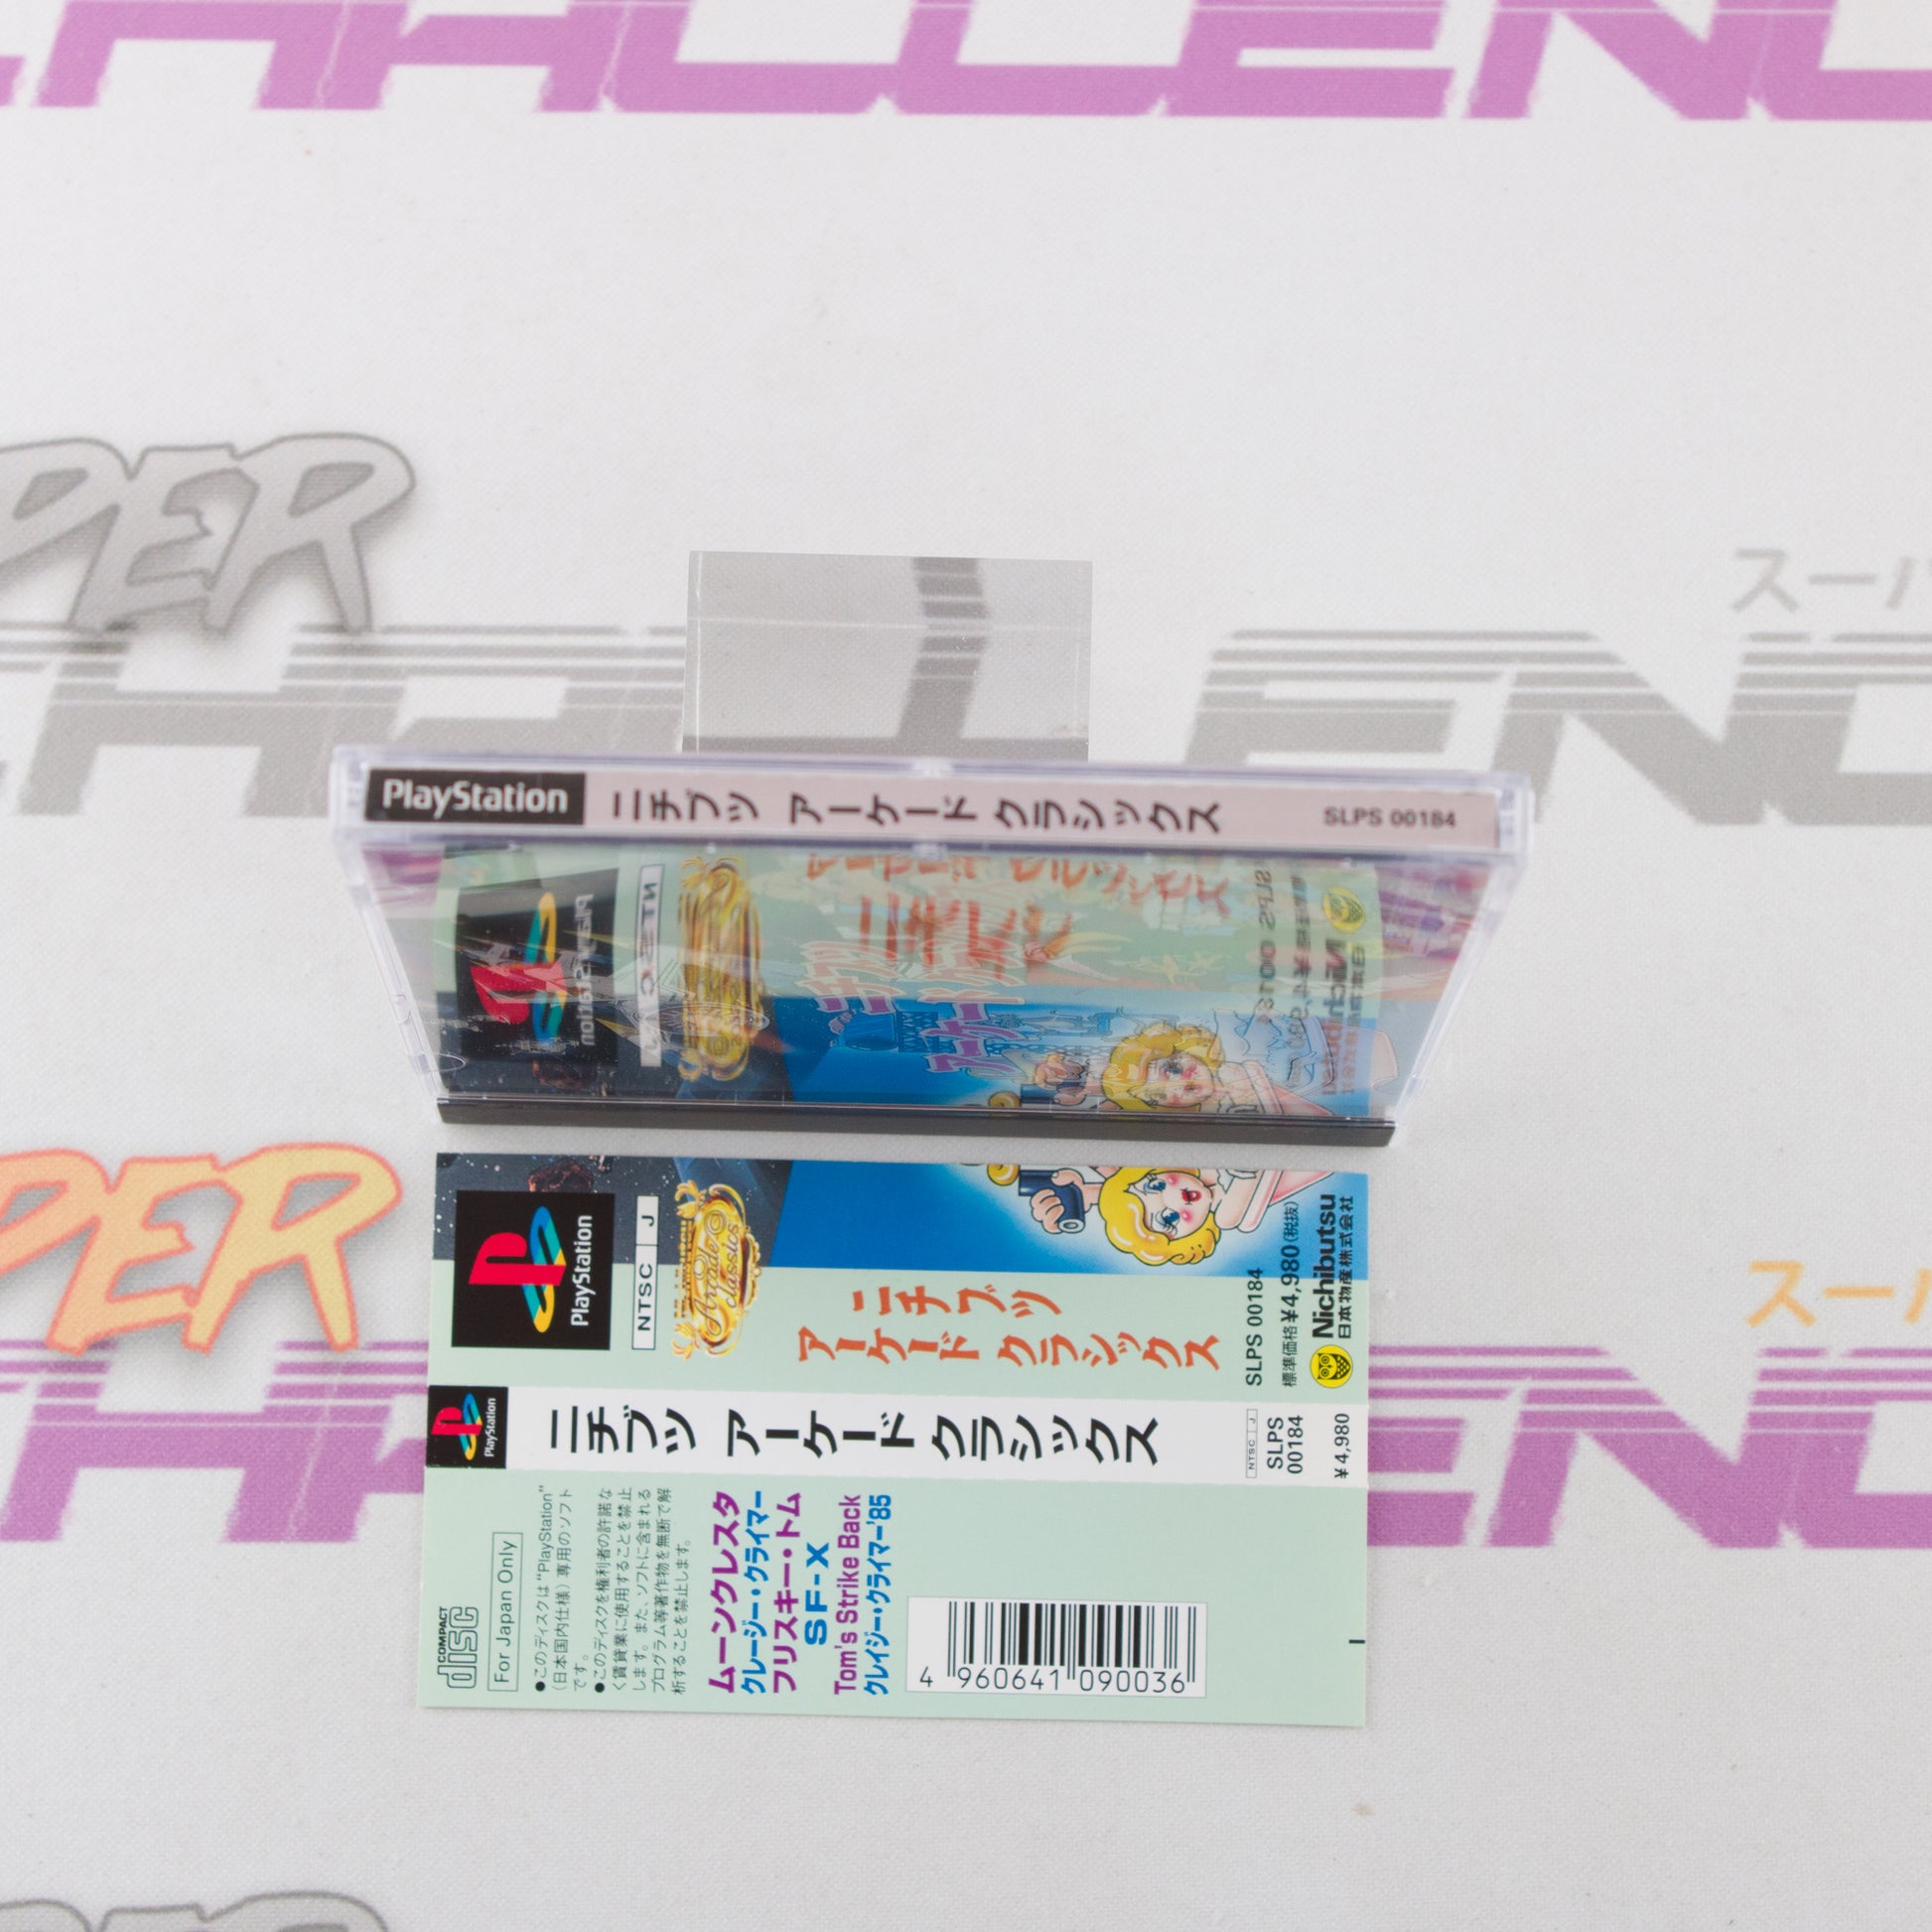 PER
スーパ
PlayStation
ニチブツ アーケード クラシックス
SLPS 00184
PER
スーパ
PlayStation
NTSC J
Arcade
Classics
ニチブツ
アーケード クラシックス
SLPS 00184
標準価格¥4,980(税抜)
Nichibutsu
日本物産株式会社
PlayStation
ニチブツ アーケード クラシックス
NTSC J
SLPS
00184
¥4,980
COMPACT
disc
For Japan Only
●このディスクは“PlayStation”
(日本国内仕様)専用のソフト
です。
●このディスクを権利者の許諾な
く賃貸業に使用することを禁止
します。また、ソフトに含まれる
プログラム等著作物を無断で解
析することを禁止します。
ムーンクレスタ
クレージー・クライマー
フリスキー・トム
SF-X
Tom's Strike Back
クレイジー・クライマー'85
4 960641 090036